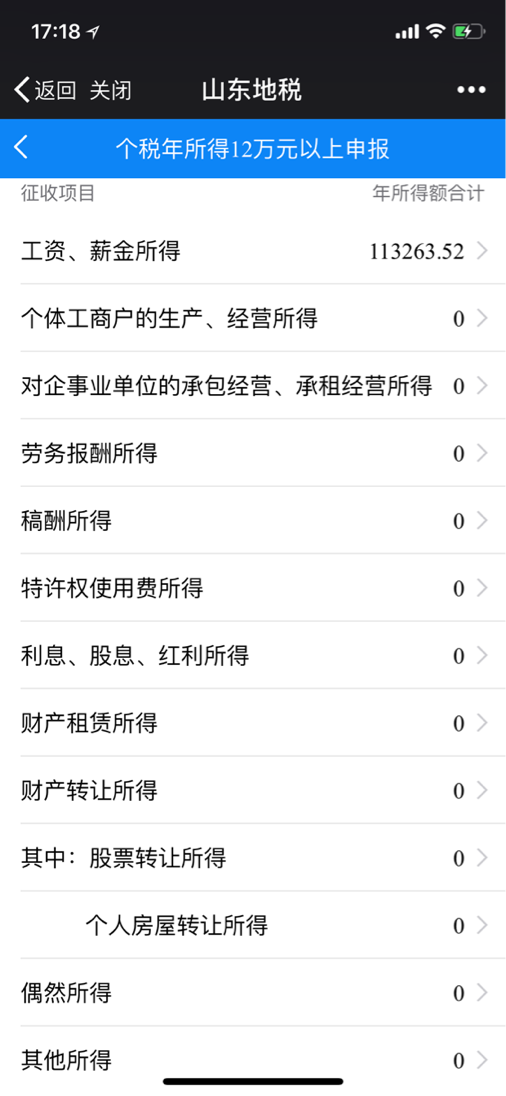 17:18
返回 关闭 山东地税
个税年所得12万元以上申报
征收项目 年所得额合计
工资、薪金所得 113263.52
个体工商户的生产、经营所得 0
对企事业单位的承包经营、承租经营所得 0
劳务报酬所得 0
稿酬所得 0
特许权使用费所得 0
利息、股息、红利所得 0
财产租赁所得 0
财产转让所得 0
其中：股票转让所得 0
个人房屋转让所得 0
偶然所得 0
其他所得 0